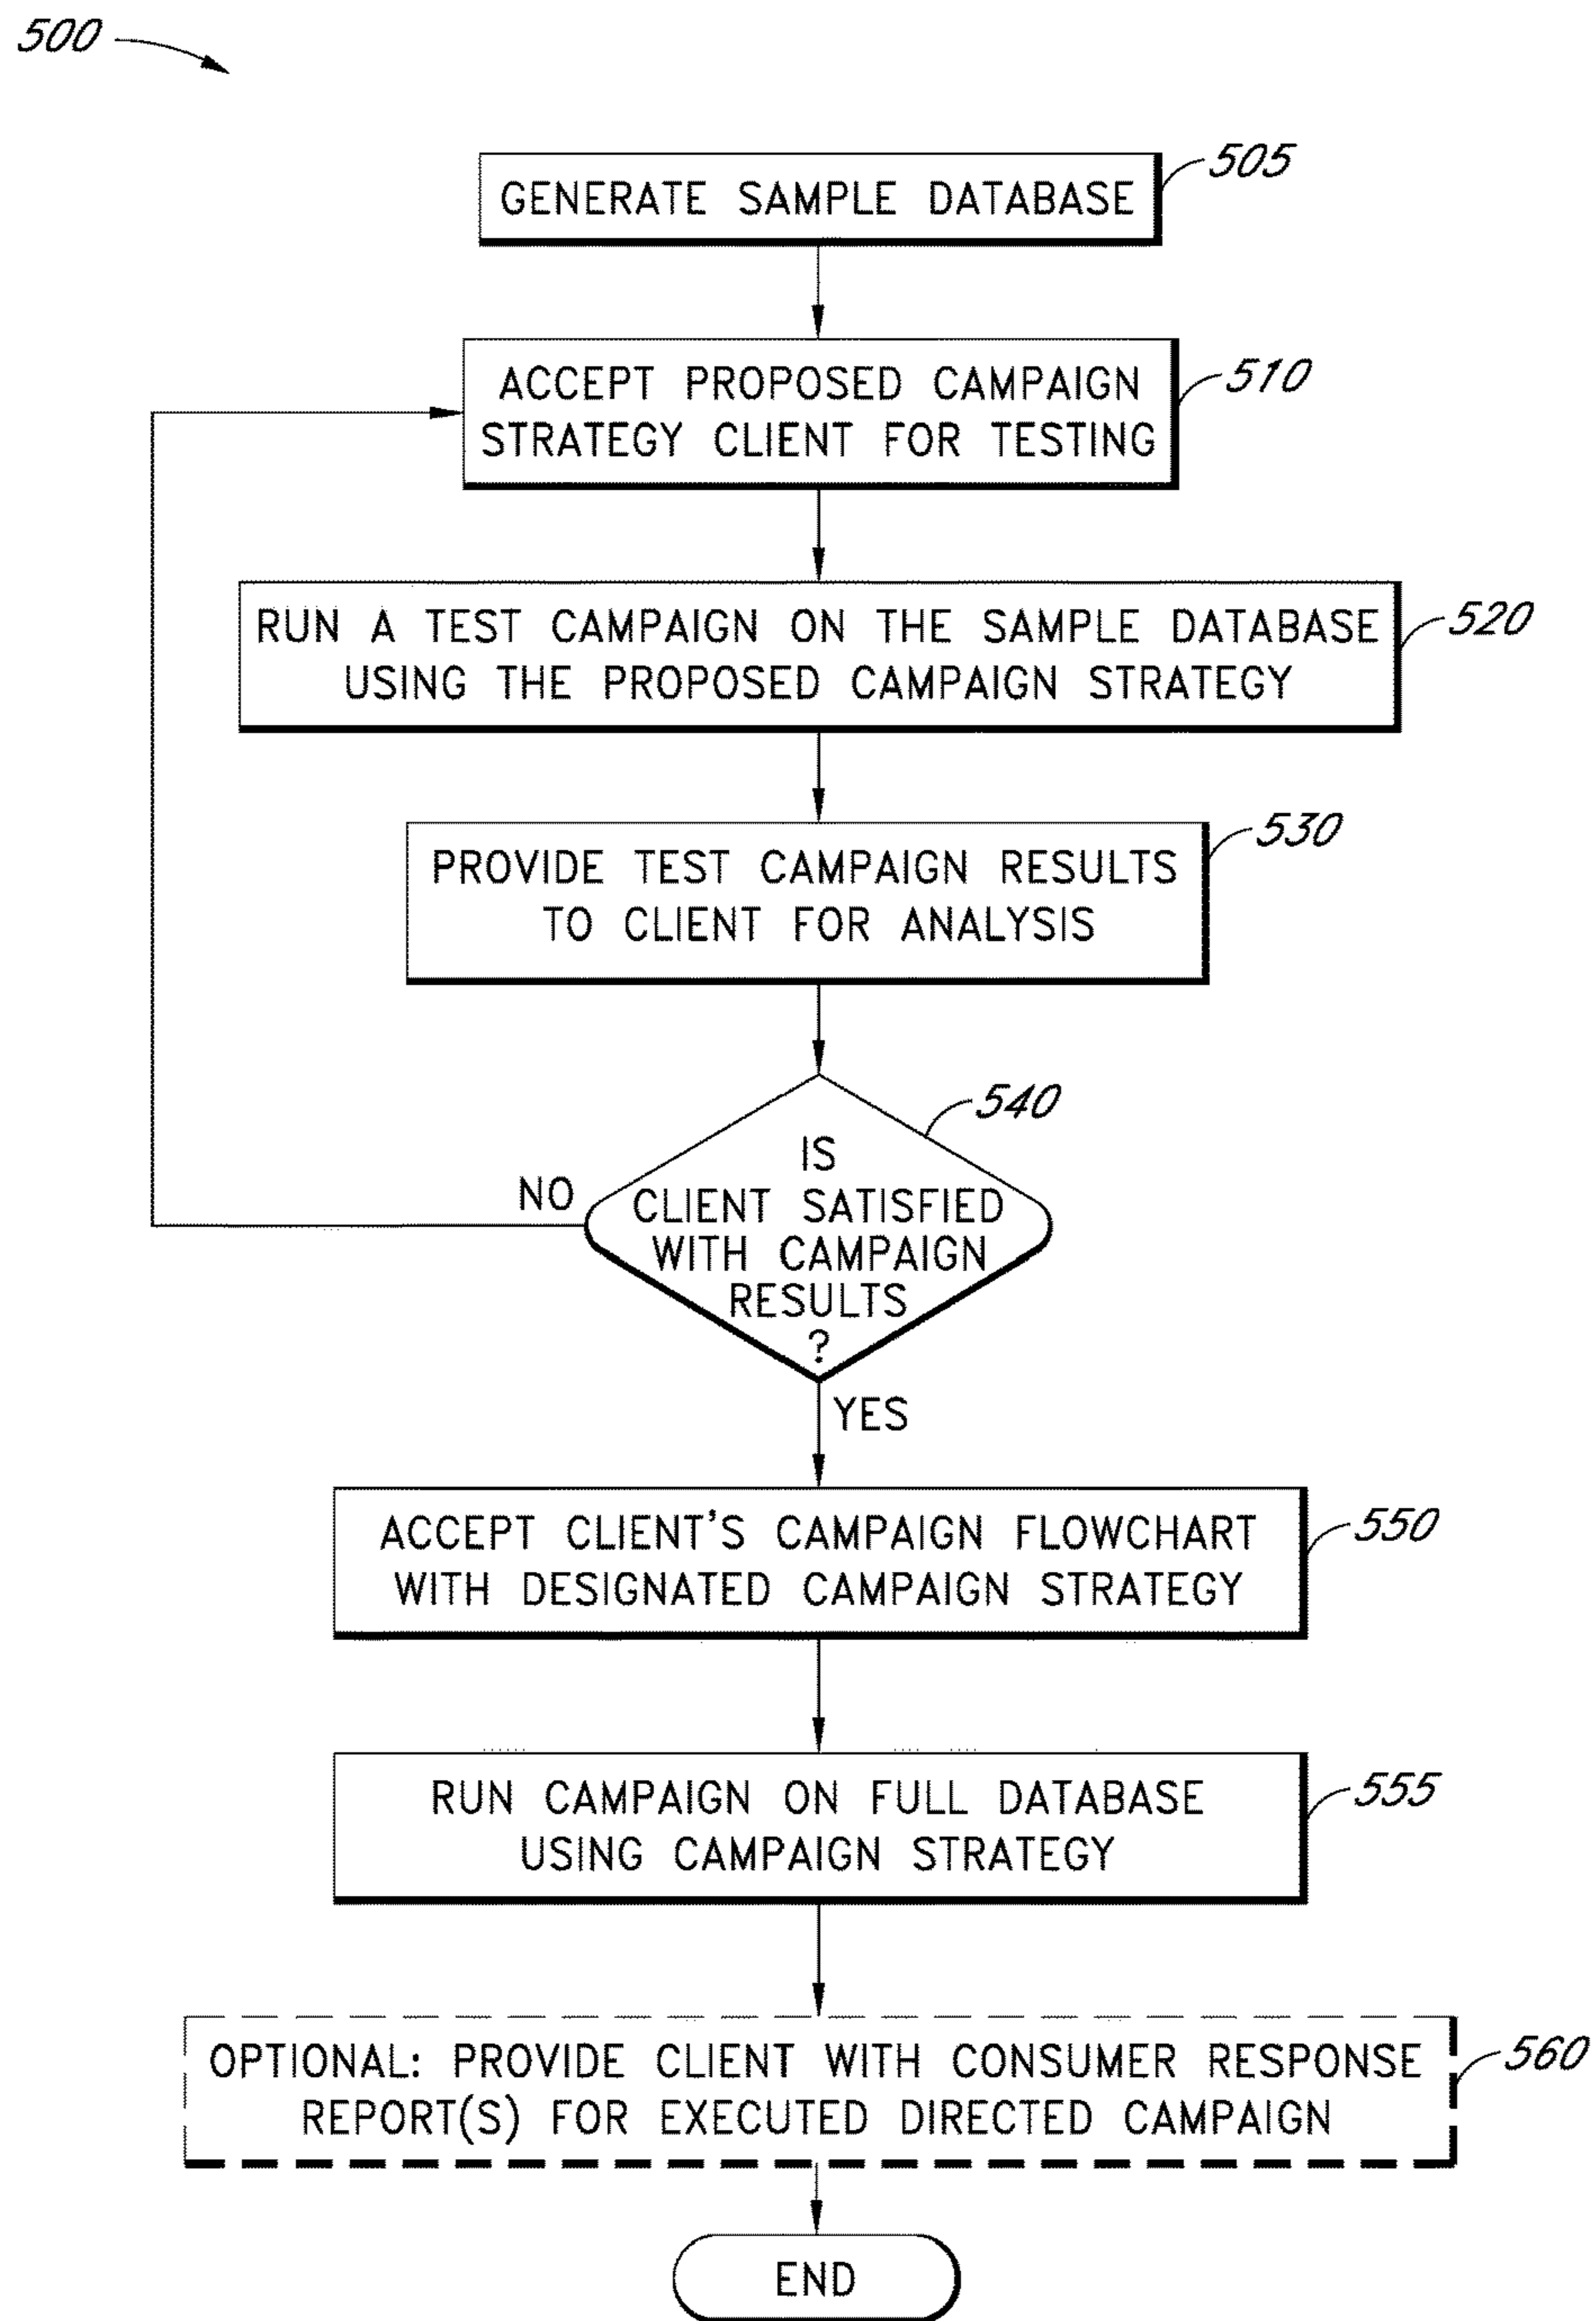 500
505
GENERATE SAMPLE DATABASE
510
ACCEPT PROPOSED CAMPAIGN
STRATEGY CLIENT FOR TESTING
520
RUN A TEST CAMPAIGN ON THE SAMPLE DATABASE
USING THE PROPOSED CAMPAIGN STRATEGY
530
PROVIDE TEST CAMPAIGN RESULTS
TO CLIENT FOR ANALYSIS
540
IS
CLIENT SATISFIED
WITH CAMPAIGN
RESULTS
?
NO
YES
550
ACCEPT CLIENT'S CAMPAIGN FLOWCHART
WITH DESIGNATED CAMPAIGN STRATEGY
555
RUN CAMPAIGN ON FULL DATABASE
USING CAMPAIGN STRATEGY
560
OPTIONAL: PROVIDE CLIENT WITH CONSUMER RESPONSE
REPORT(S) FOR EXECUTED DIRECTED CAMPAIGN
END